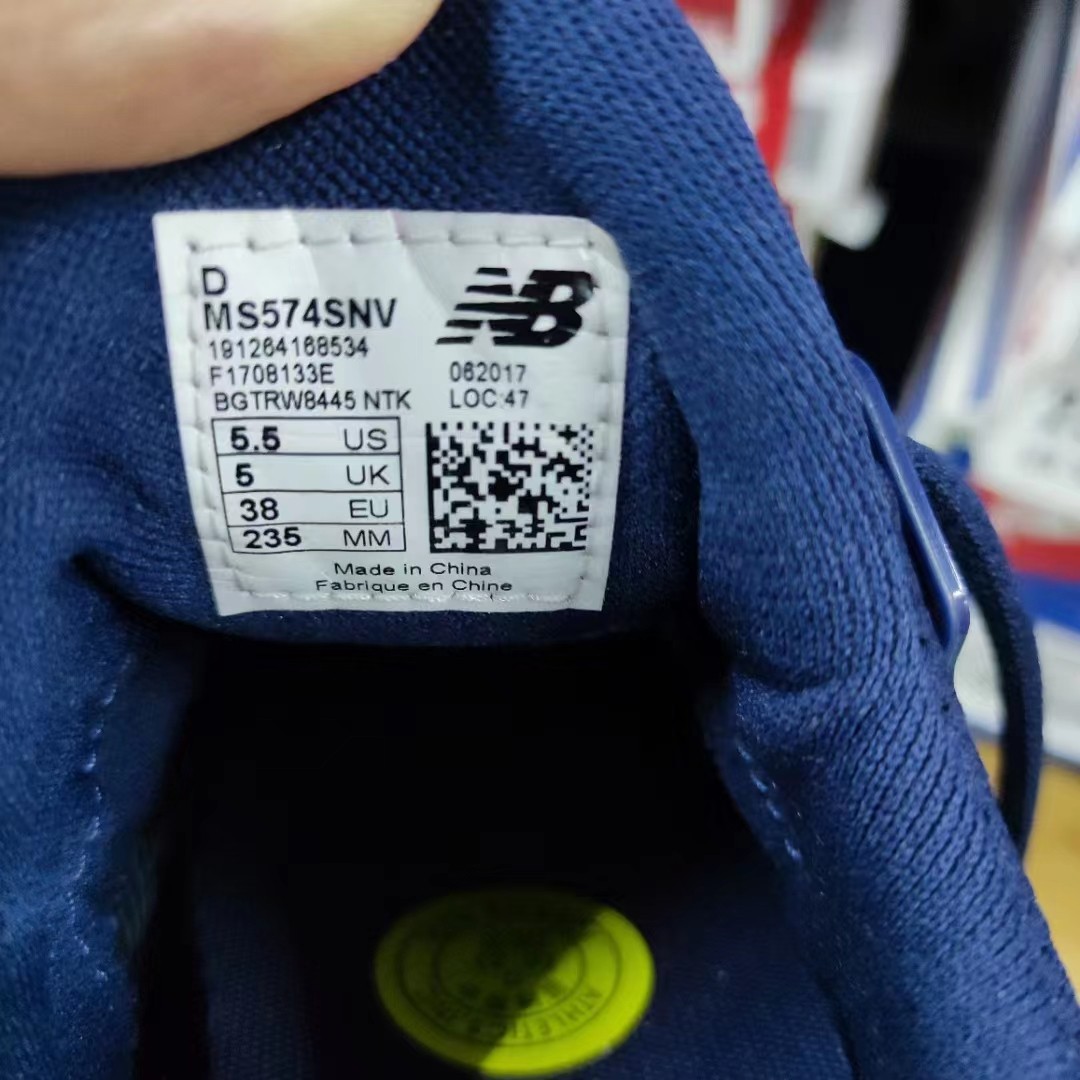 D
MS574SNV
NB
191264168534
F1708133E
062017
BGTRW8445 NTK
LOC:47
5.5 US
5 UK
38 EU
235 MM
Made in China
Fabrique en Chine